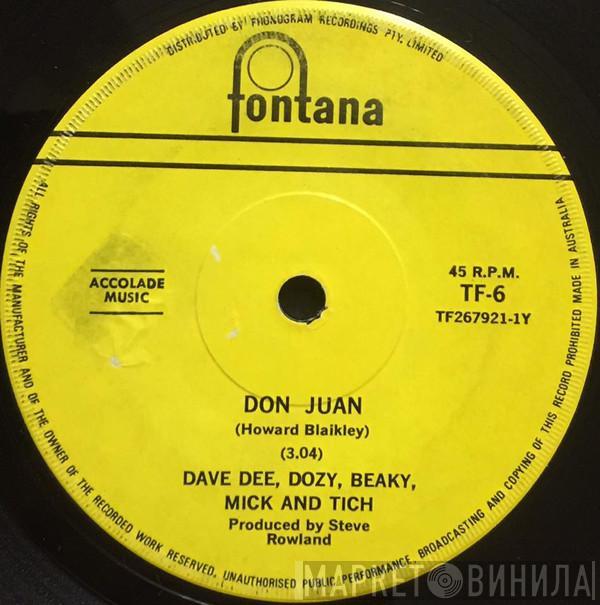 DISTRIBUTED BY PHONOGRAM RECORDINGS PTY. LIMITED
fontana
ACCOLADE
MUSIC
45 R.P.M.
TF-6
TF267921-1Y
DON JUAN
(Howard Blaikley)
(3.04)
DAVE DEE, DOZY, BEAKY,
MICK AND TICH
Produced by Steve
Rowland
ALL RIGHTS OF THE MANUFACTURER AND OF THE OWNER OF THE RECORDED WORK RESERVED. UNAUTHORISED PUBLIC PERFORMANCE, BROADCASTING AND COPYING OF THIS RECORD PROHIBITED MADE IN AUSTRALIA
МАРКЕТ ВИНИЛА